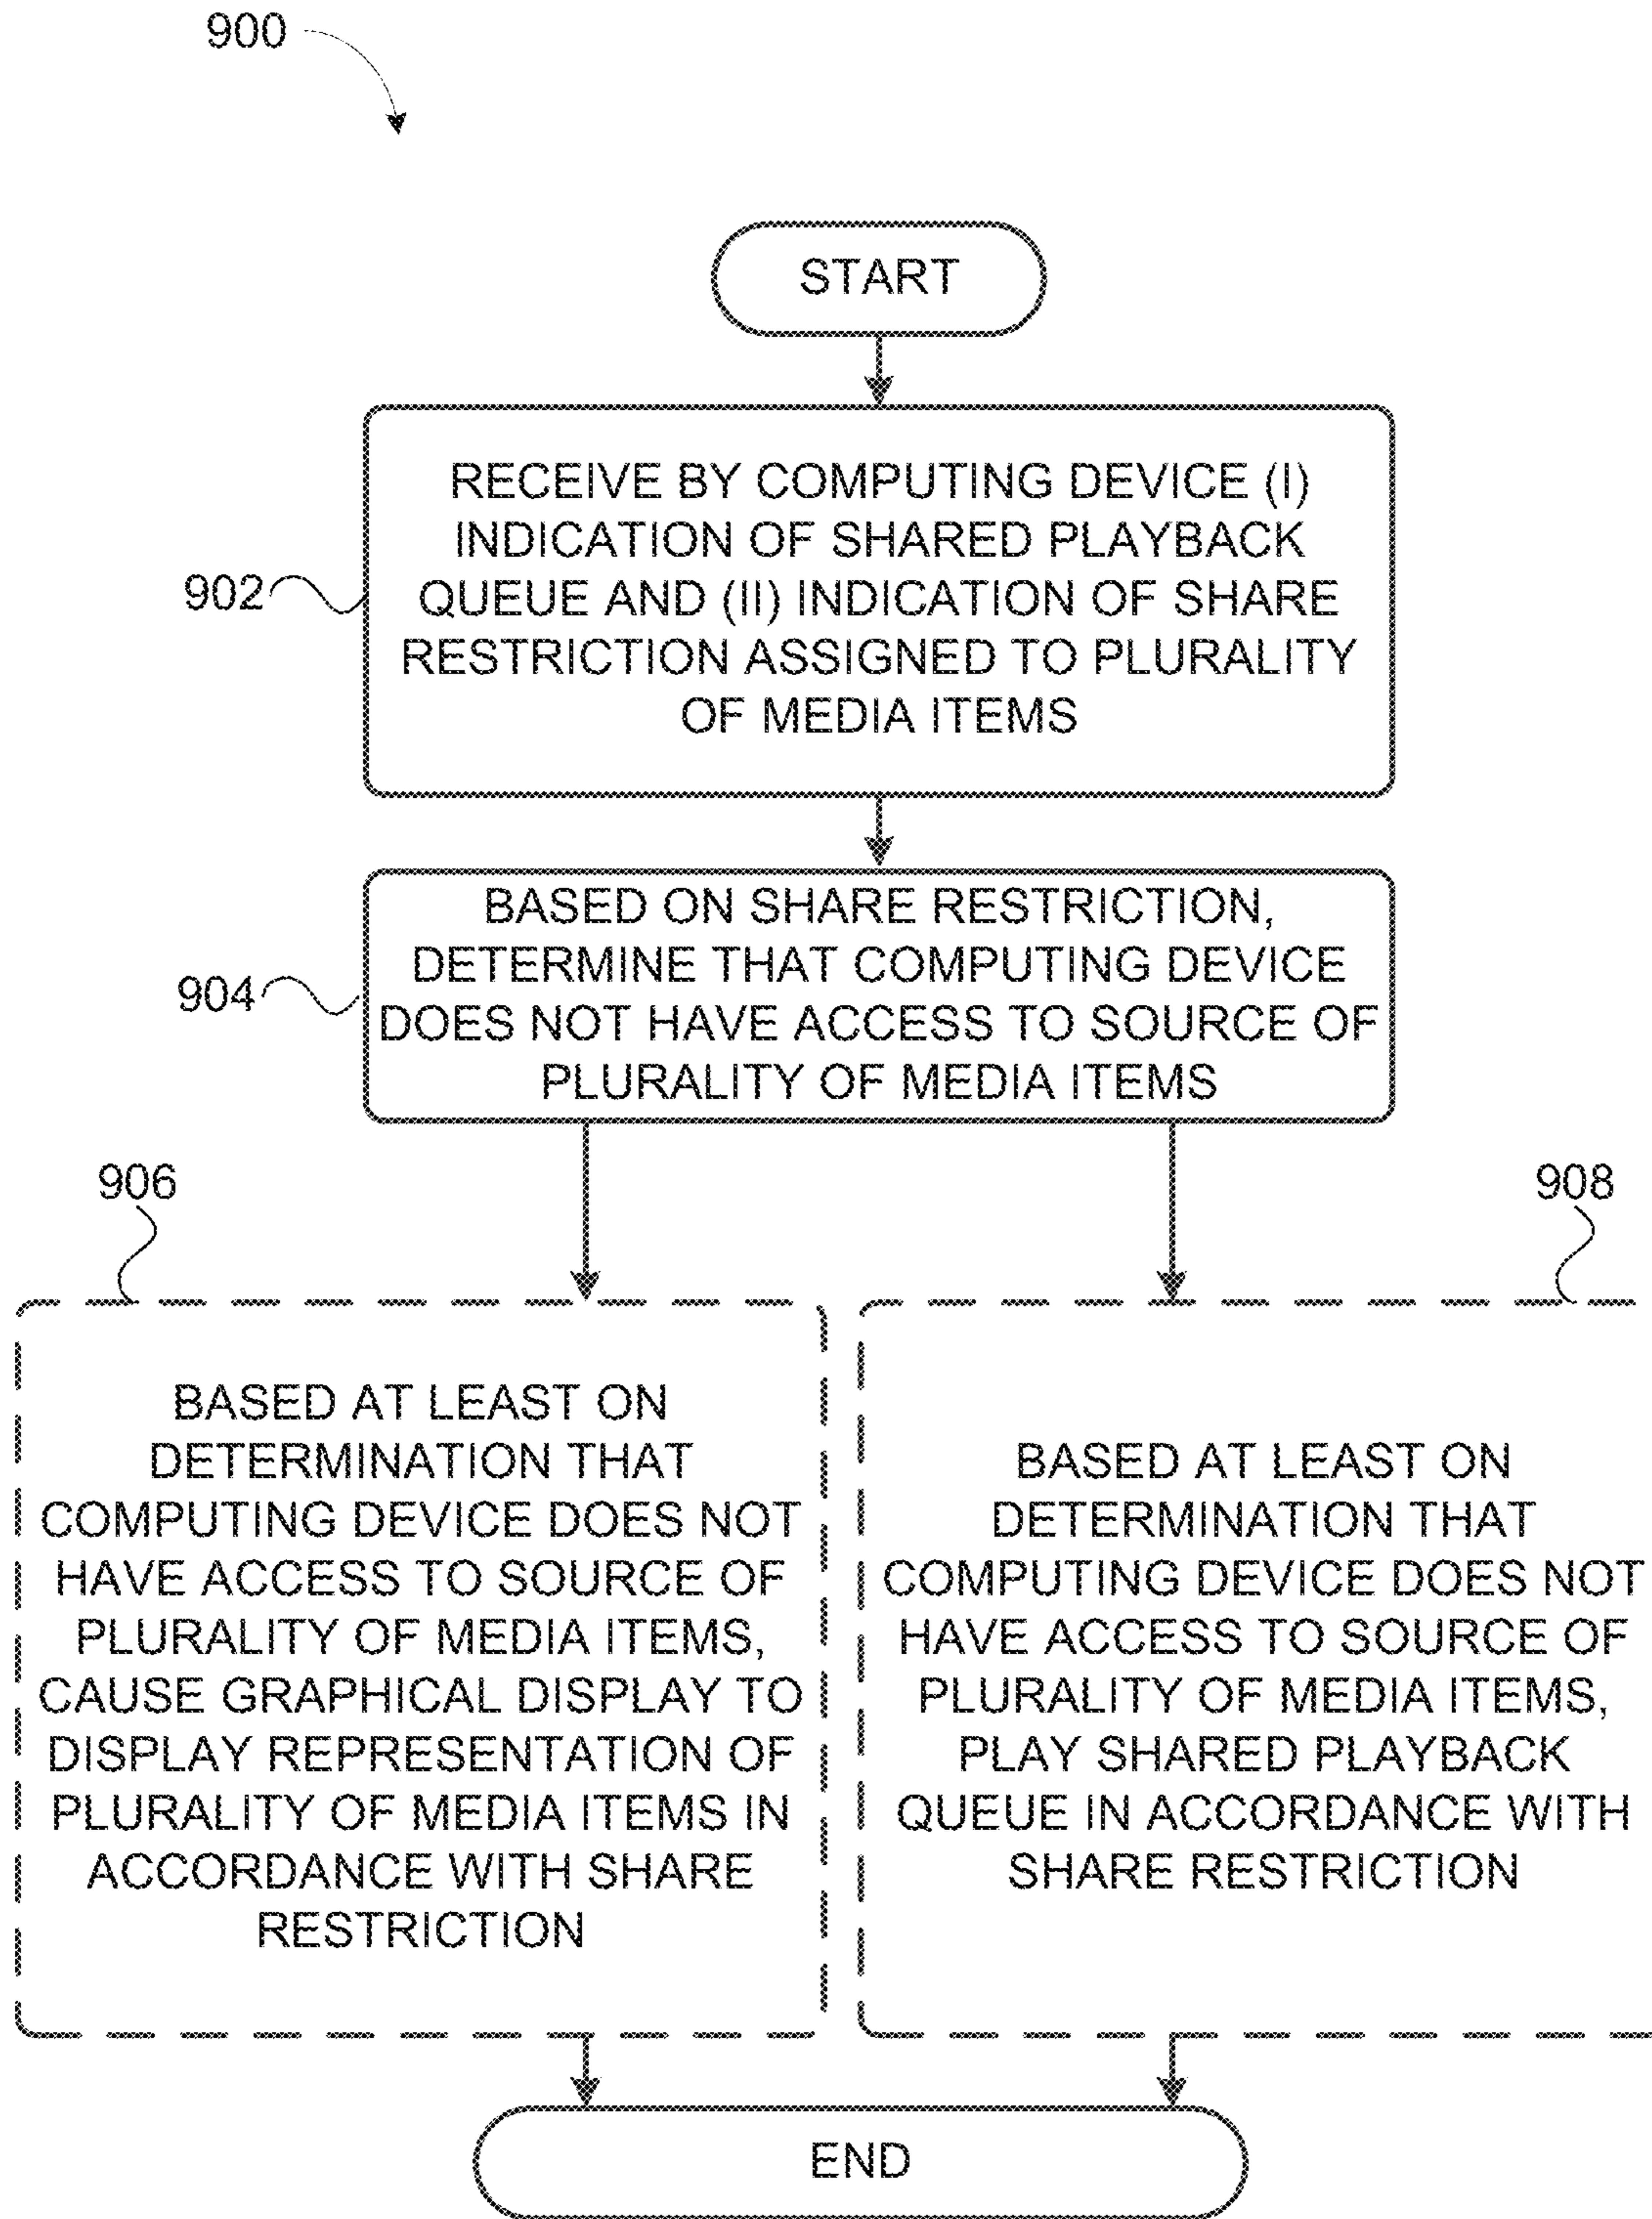 900
START
902
RECEIVE BY COMPUTING DEVICE (I)
INDICATION OF SHARED PLAYBACK
QUEUE AND (II) INDICATION OF SHARE
RESTRICTION ASSIGNED TO PLURALITY
OF MEDIA ITEMS
904
BASED ON SHARE RESTRICTION,
DETERMINE THAT COMPUTING DEVICE
DOES NOT HAVE ACCESS TO SOURCE OF
PLURALITY OF MEDIA ITEMS
906
BASED AT LEAST ON
DETERMINATION THAT
COMPUTING DEVICE DOES NOT
HAVE ACCESS TO SOURCE OF
PLURALITY OF MEDIA ITEMS,
CAUSE GRAPHICAL DISPLAY TO
DISPLAY REPRESENTATION OF
PLURALITY OF MEDIA ITEMS IN
ACCORDANCE WITH SHARE
RESTRICTION
908
BASED AT LEAST ON
DETERMINATION THAT
COMPUTING DEVICE DOES NOT
HAVE ACCESS TO SOURCE OF
PLURALITY OF MEDIA ITEMS,
PLAY SHARED PLAYBACK
QUEUE IN ACCORDANCE WITH
SHARE RESTRICTION
END